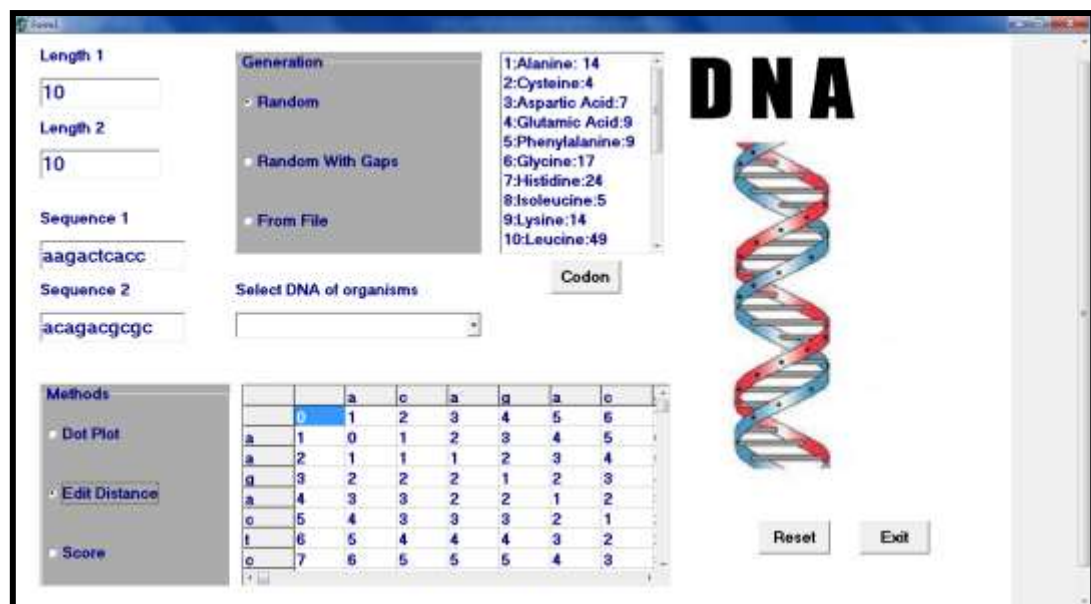 Form1
Length 1
10
Length 2
10
Sequence 1
aagactcacc
Sequence 2
acagacgcgc
Generation
Random
Random With Gaps
From File
Select DNA of organisms
1:Alanine: 14
2:Cysteine:4
3:Aspartic Acid:7
4:Glutamic Acid:9
5:Phenylalanine:9
6:Glycine:17
7:Histidine:24
8:Isoleucine:5
9:Lysine:14
10:Leucine:49
Codon
DNA
Methods
Dot Plot
Edit Distance
Score
a c a g a c
0 1 2 3 4 5 6
a 1 0 1 2 3 4 5
a 2 1 1 1 2 3 4
g 3 2 2 2 1 2 3
a 4 3 3 2 2 1 2
c 5 4 3 3 3 2 1
t 6 5 4 4 4 3 2
c 7 6 5 5 5 4 3
Reset
Exit